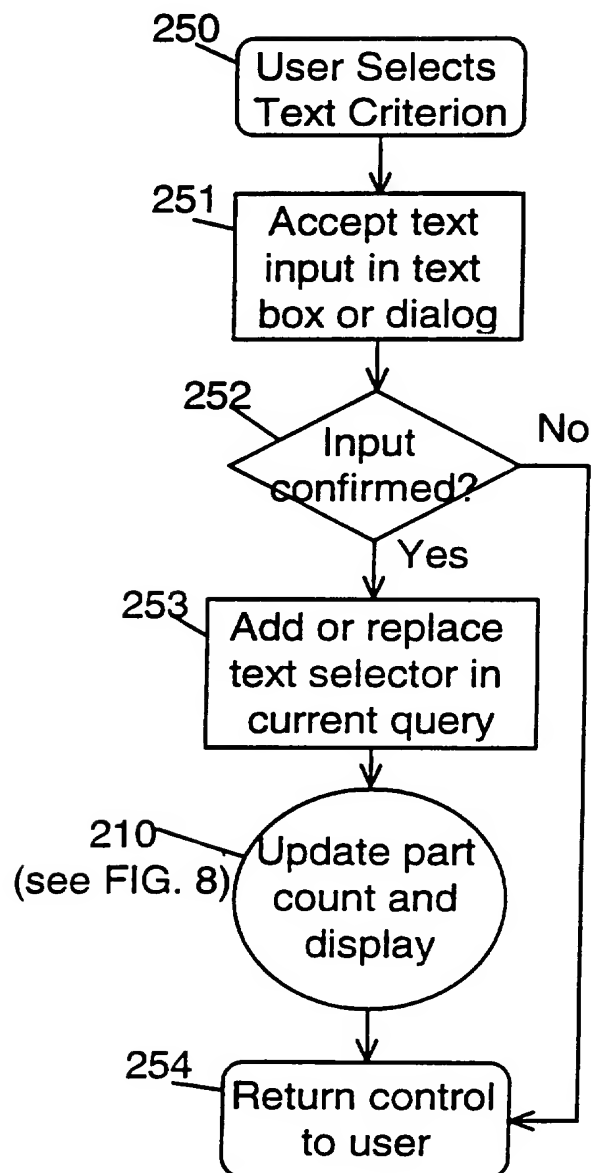 250
User Selects
Text Criterion
251
Accept text
input in text
box or dialog
252
Input
confirmed?
No
Yes
253
Add or replace
text selector in
current query
210
(see FIG. 8)
Update part
count and
display
254
Return control
to user